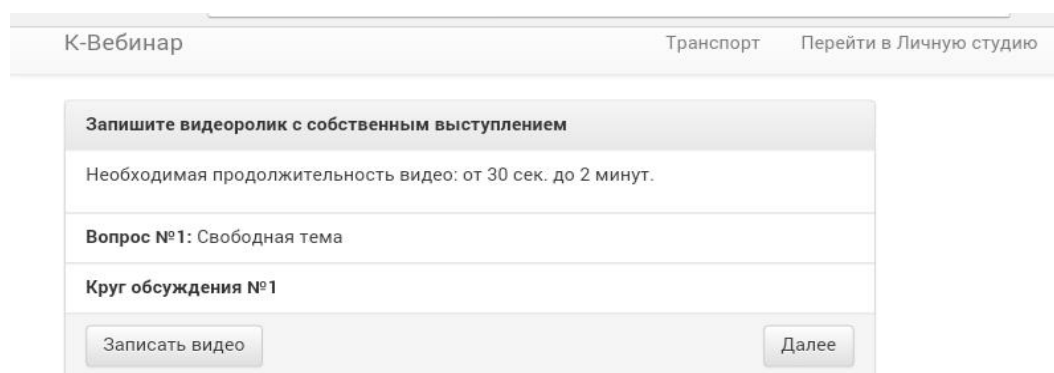 К-Вебинар Транспорт Перейти в Личную студию
Запишите видеоролик с собственным выступлением
Необходимая продолжительность видео: от 30 сек. до 2 минут.
Вопрос №1: Свободная тема
Круг обсуждения №1
Записать видео Далее